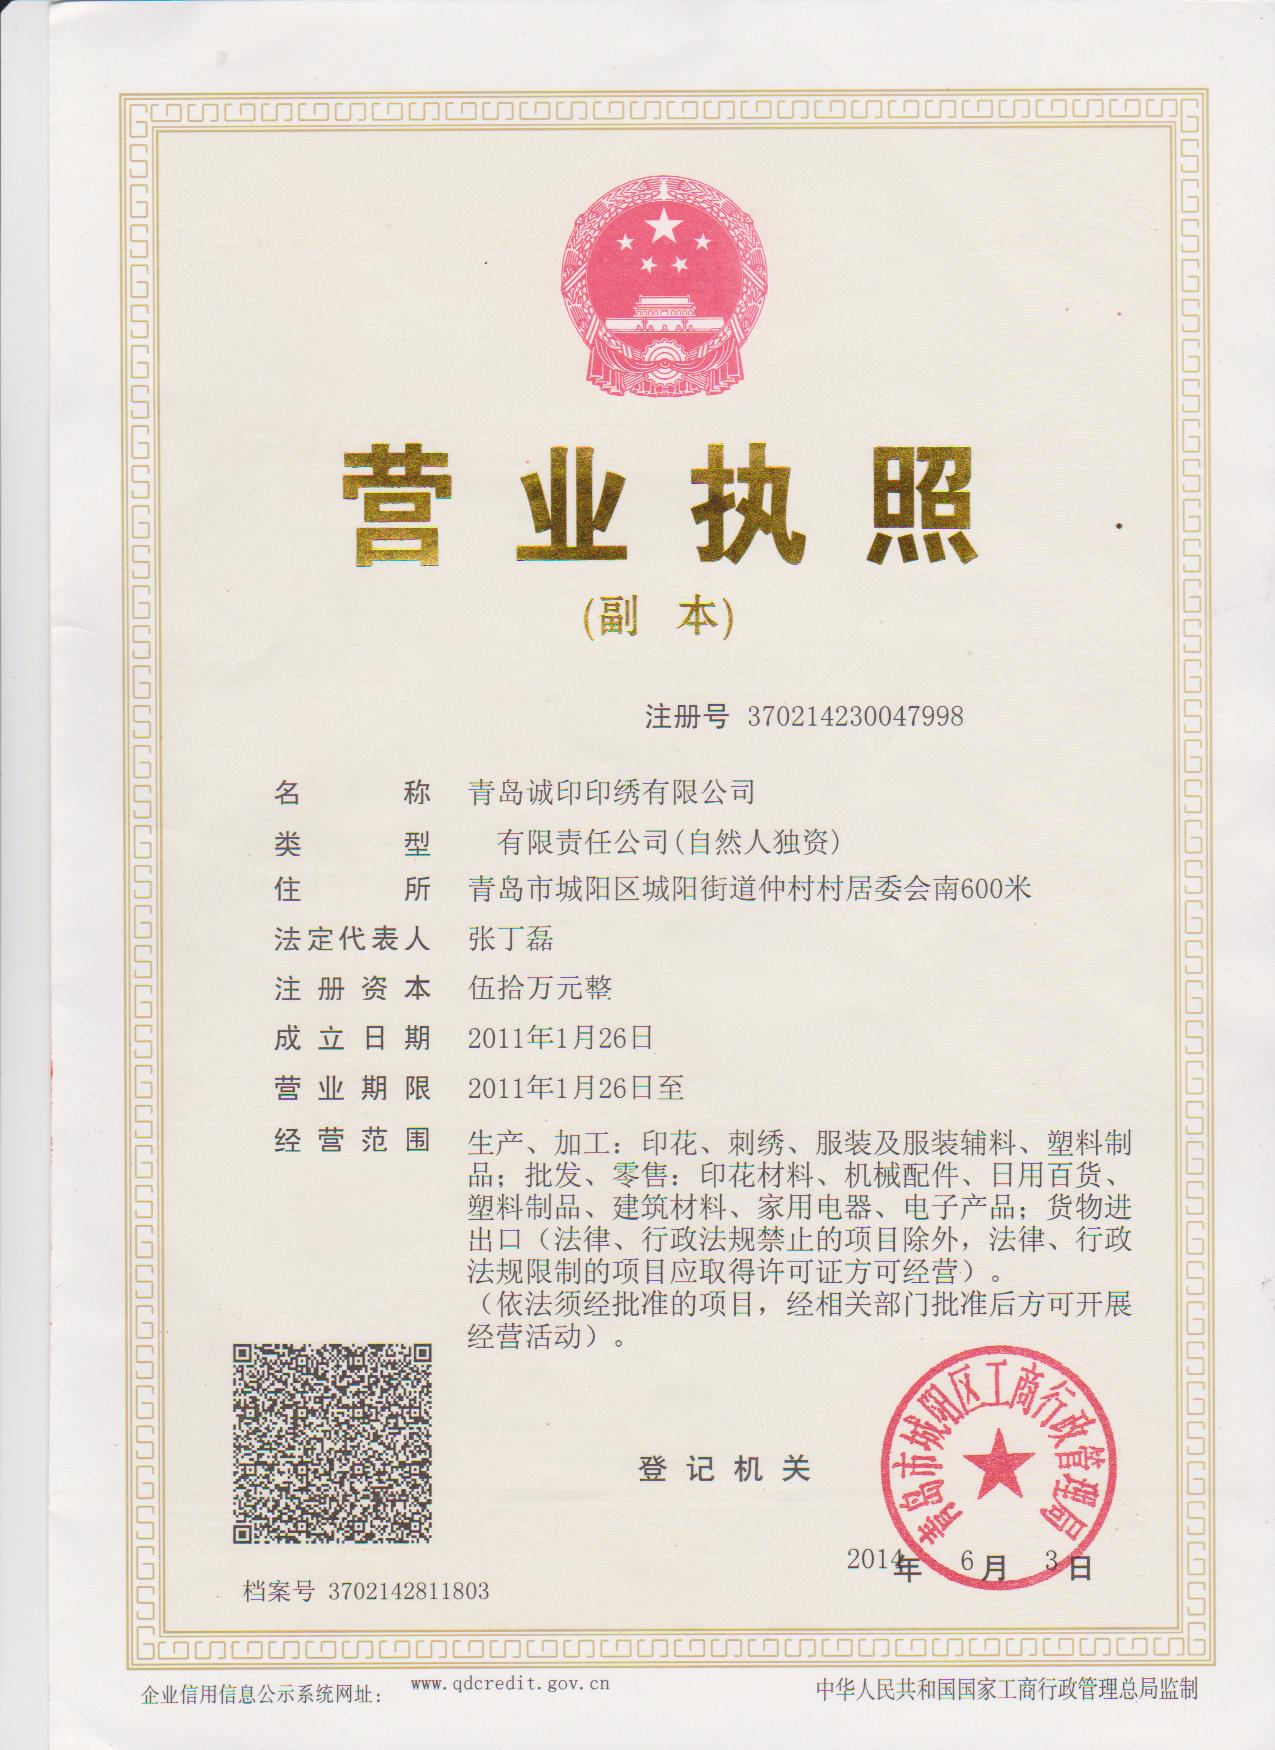 营业执照
(副 本)
注册号 370214230047998
名 称 青岛诚印印绣有限公司
类 型 有限责任公司(自然人独资)
住 所 青岛市城阳区城阳街道仲村村居委会南600米
法定代表人 张丁磊
注册资本 伍拾万元整
成立日期 2011年1月26日
营业期限 2011年1月26日至
经营范围 生产、加工：印花、刺绣、服装及服装辅料、塑料制
品；批发、零售：印花材料、机械配件、日用百货、
塑料制品、建筑材料、家用电器、电子产品；货物进
出口（法律、行政法规禁止的项目除外，法律、行政
法规限制的项目应取得许可证方可经营）。
（依法须经批准的项目，经相关部门批准后方可开展
经营活动）。
登记机关
青岛市城阳区工商行政管理局
2014年 6月 3日
档案号 3702142811803
企业信用信息公示系统网址： www.qdcredit.gov.cn
中华人民共和国国家工商行政管理总局监制